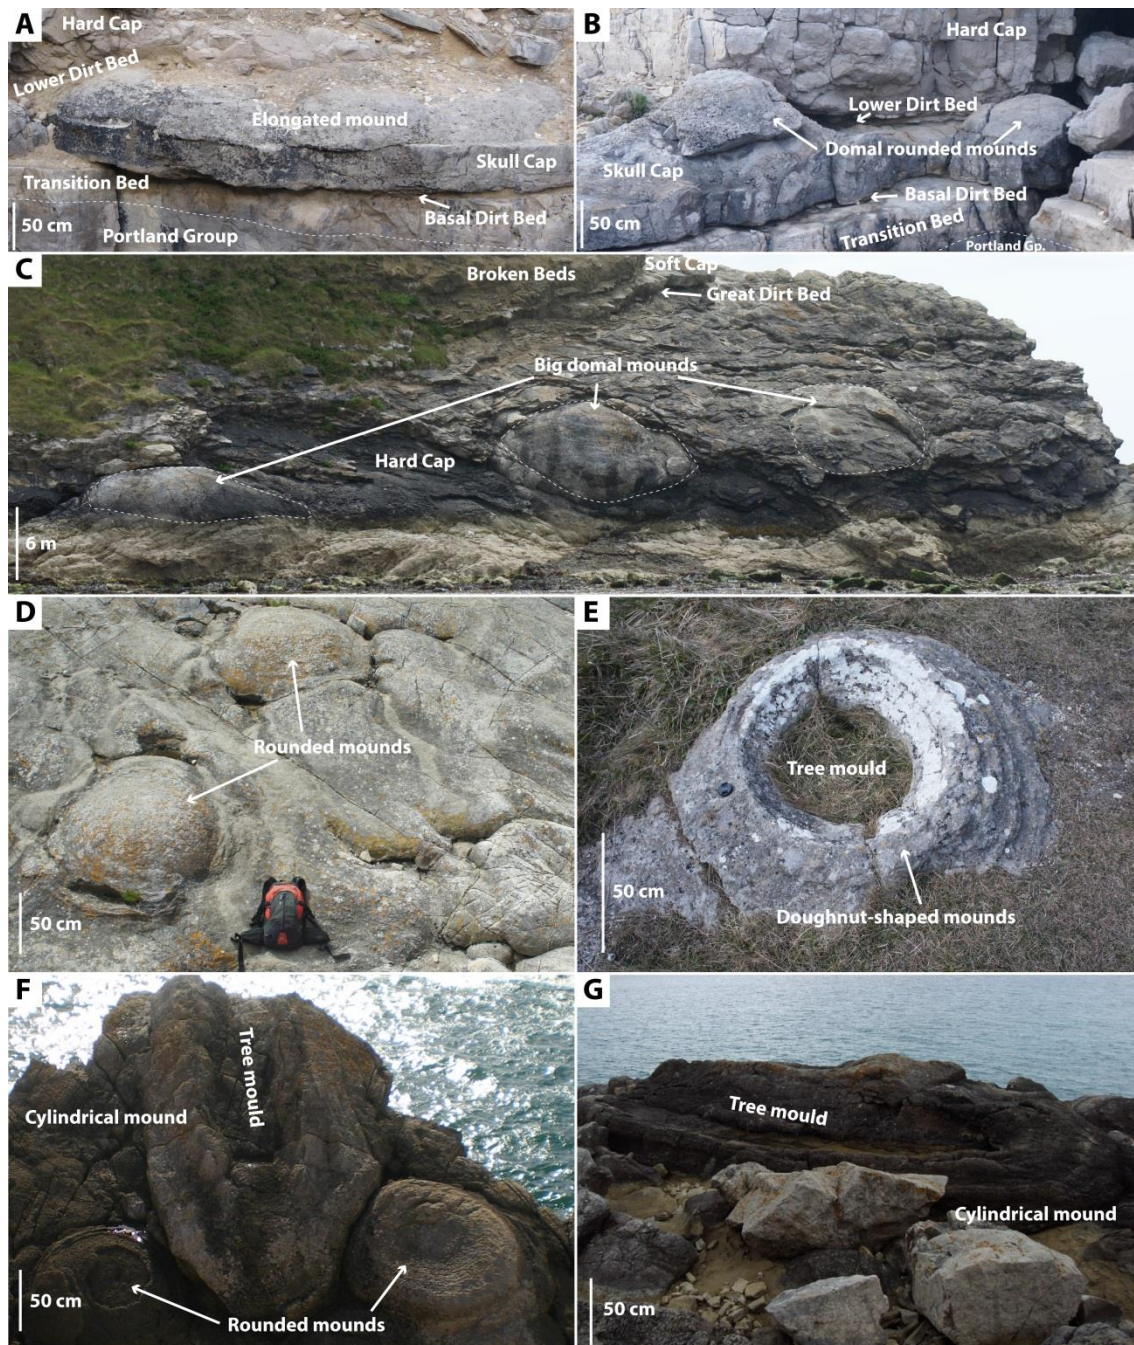 A
Hard Cap
Lower Dirt Bed
Elongated mound
Skull Cap
Transition Bed
Basal Dirt Bed
50 cm
Portland Group
B
Hard Cap
Lower Dirt Bed
Domal rounded mounds
Skull Cap
Basal Dirt Bed
50 cm
Transition Bed
Portland Gp.
C
Soft Cap
Broken Beds
Great Dirt Bed
Big domal mounds
Hard Cap
6 m
D
Rounded mounds
50 cm
E
Tree mould
50 cm
Doughnut-shaped mounds
F
Tree mould
Cylindrical mound
50 cm
Rounded mounds
G
Tree mould
Cylindrical mound
50 cm